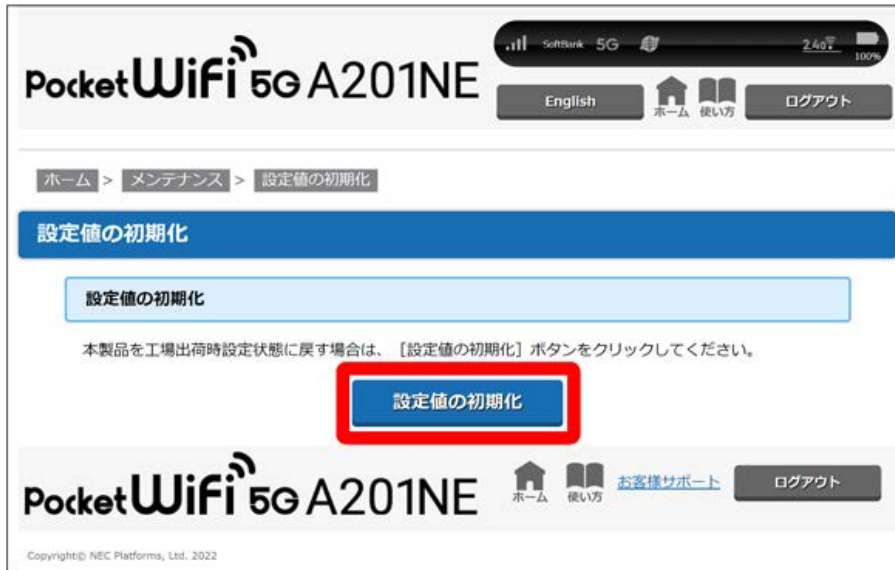 Pocket WiFi 5G A201NE
SoftBank 5G 2.4G 100%
English ホーム 使い方 ログアウト
ホーム > メンテナンス > 設定値の初期化
設定値の初期化
設定値の初期化
本製品を工場出荷時設定状態に戻す場合は、［設定値の初期化］ボタンをクリックしてください。
設定値の初期化
Pocket WiFi 5G A201NE
ホーム 使い方 お客様サポート ログアウト
Copyright© NEC Platforms, Ltd. 2022